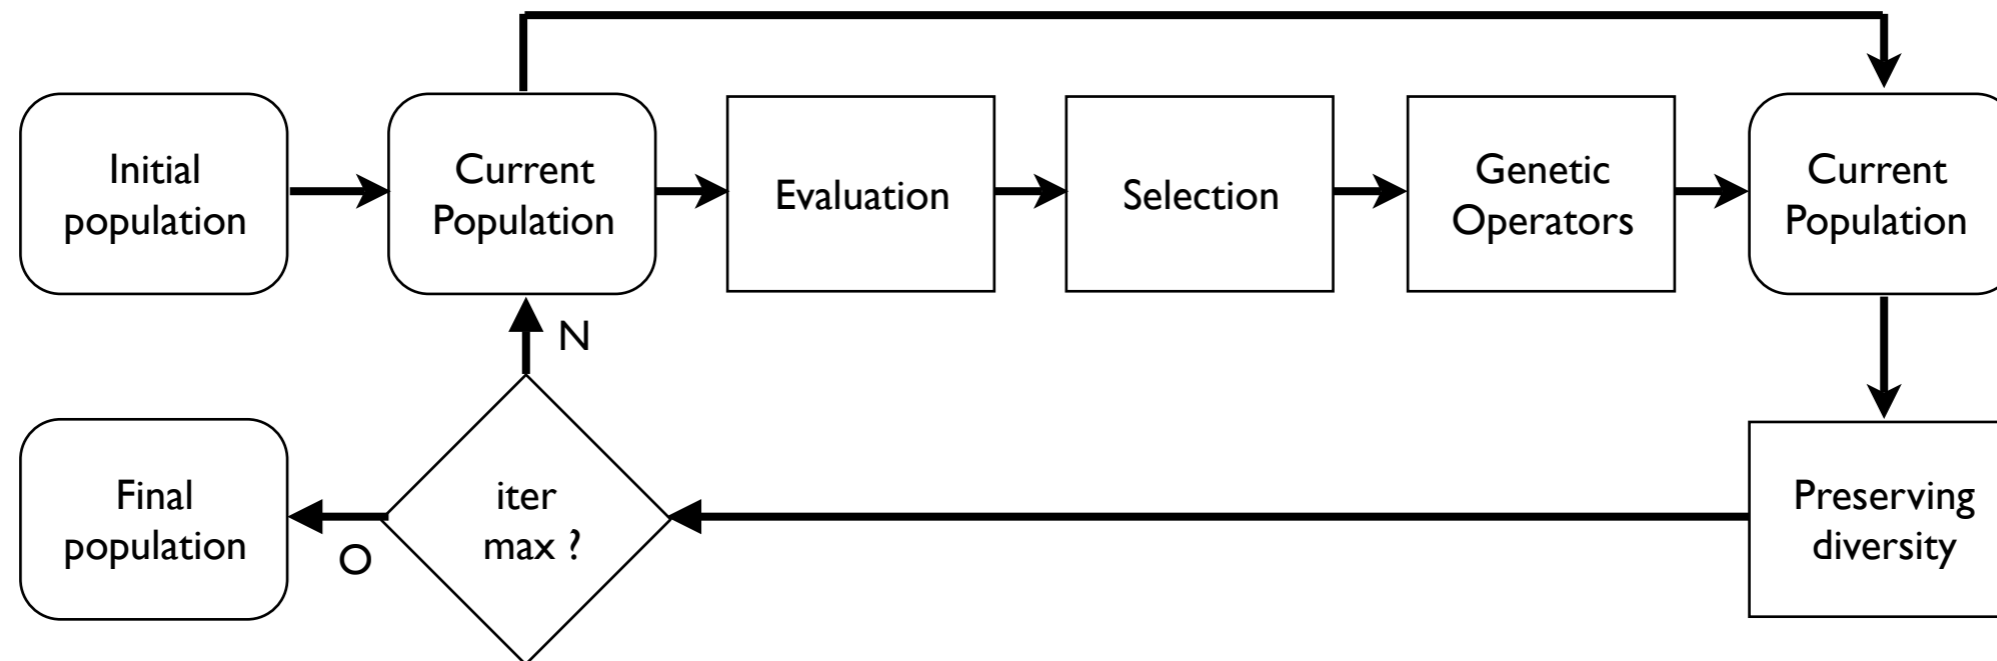 Initial
population
Current
Population
Evaluation
Selection
Genetic
Operators
Current
Population
N
Final
population
O
iter
max ?
Preserving
diversity